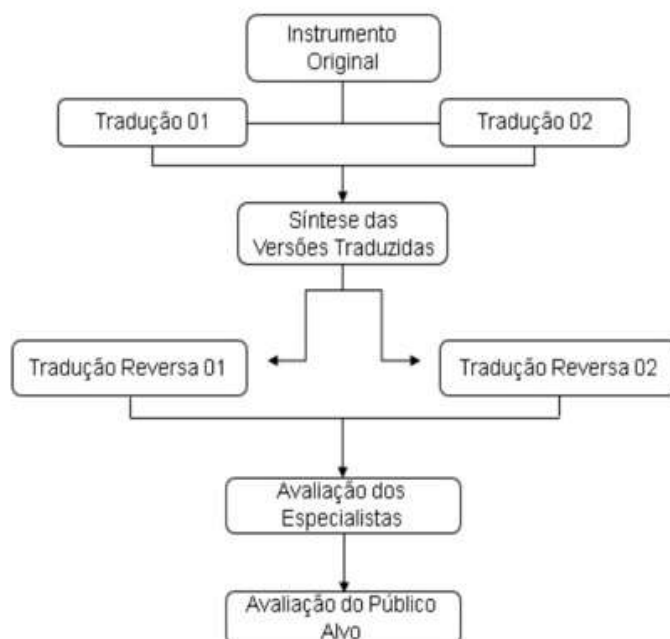 Instrumento
Original
Tradução 01
Tradução 02
Síntese das
Versões Traduzidas
Tradução Reversa 01
Tradução Reversa 02
Avaliação dos
Especialistas
Avaliação do Público
Alvo